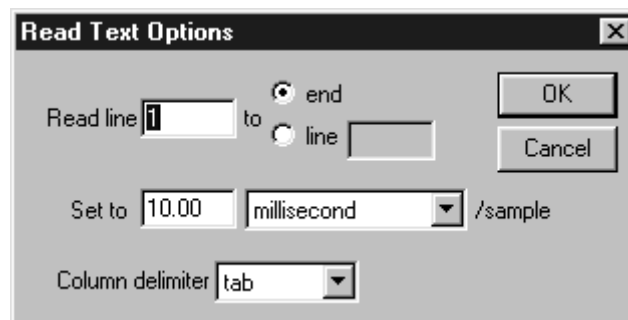 Read Text Options
Read line 1 to end
line
OK
Cancel
Set to 10.00 millisecond /sample
Column delimiter tab